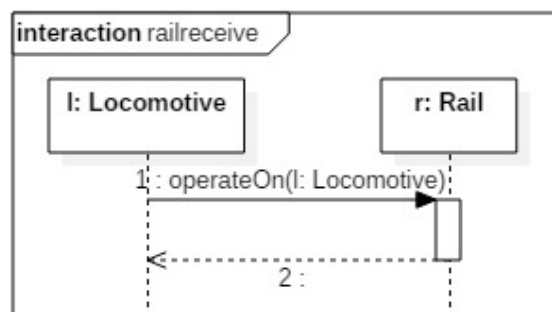 interaction railreceive
l: Locomotive
r: Rail
1 : operateOn(l: Locomotive)
2 :